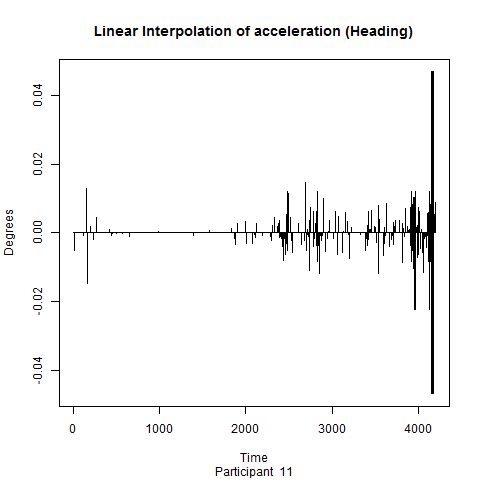 Linear Interpolation of acceleration (Heading)
0.04
0.02
0.00
-0.02
-0.04
Degrees
0 1000 2000 3000 4000
Time
Participant 11